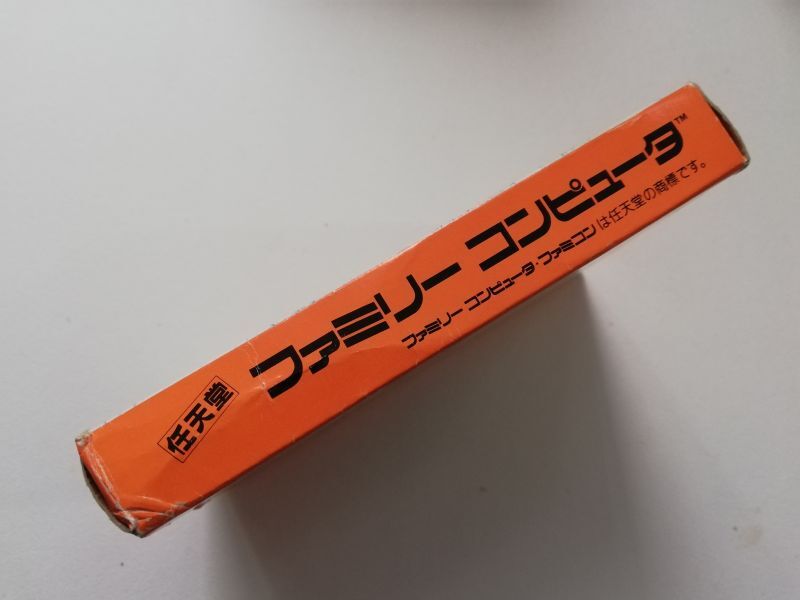 任天堂
ファミリー コンピュータ™
ファミリー コンピュータ・ファミコンは任天堂の商標です。